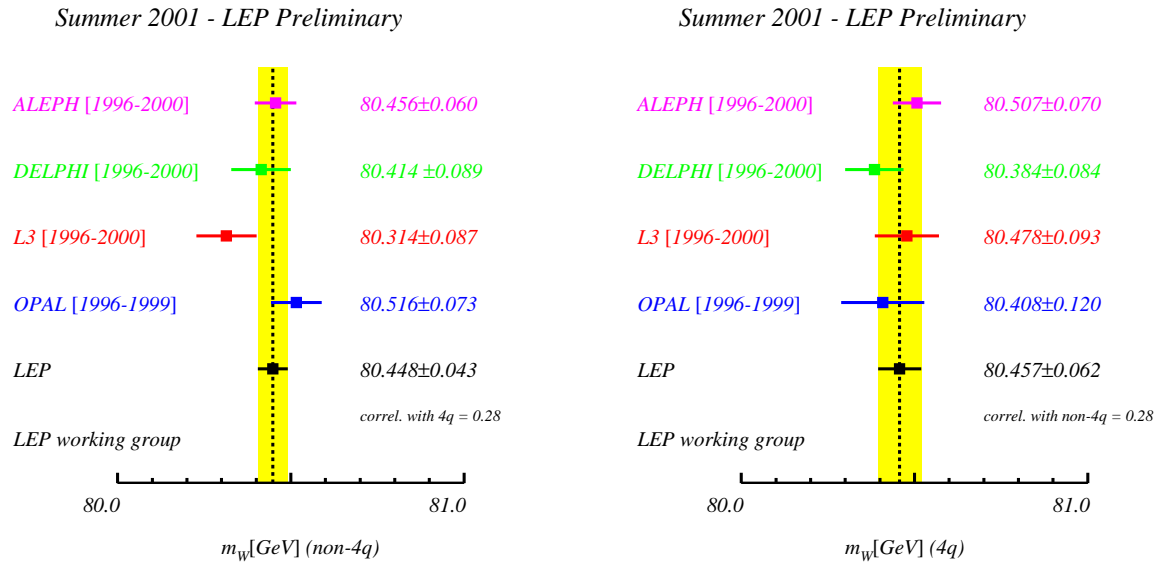 Summer 2001 - LEP Preliminary
ALEPH [1996-2000] 80.456±0.060
DELPHI [1996-2000] 80.414 ±0.089
L3 [1996-2000] 80.314±0.087
OPAL [1996-1999] 80.516±0.073
LEP 80.448±0.043
correl. with 4q = 0.28
LEP working group
80.0 81.0
m_W[GeV] (non-4q)
Summer 2001 - LEP Preliminary
ALEPH [1996-2000] 80.507±0.070
DELPHI [1996-2000] 80.384±0.084
L3 [1996-2000] 80.478±0.093
OPAL [1996-1999] 80.408±0.120
LEP 80.457±0.062
correl. with non-4q = 0.28
LEP working group
80.0 81.0
m_W[GeV] (4q)